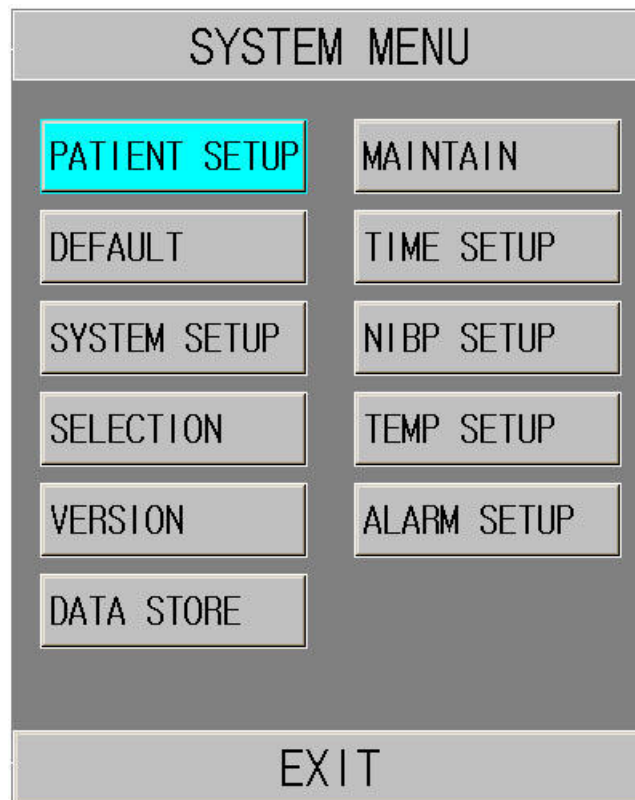 SYSTEM MENU
PATIENT SETUP
MAINTAIN
DEFAULT
TIME SETUP
SYSTEM SETUP
NIBP SETUP
SELECTION
TEMP SETUP
VERSION
ALARM SETUP
DATA STORE
EXIT